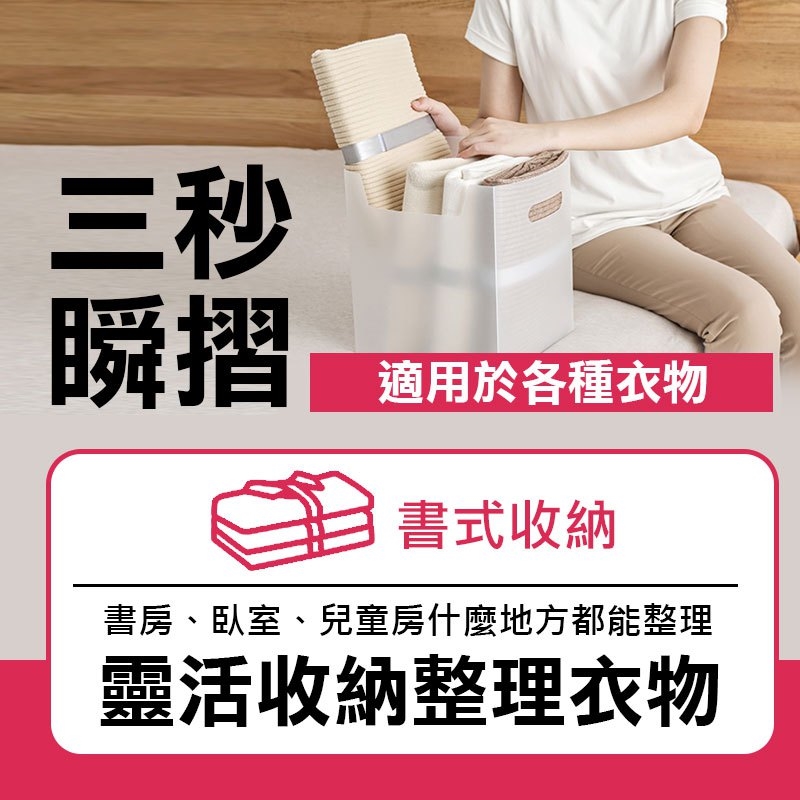 三秒
瞬摺
適用於各種衣物
書式收納
書房、臥室、兒童房什麼地方都能整理
靈活收納整理衣物